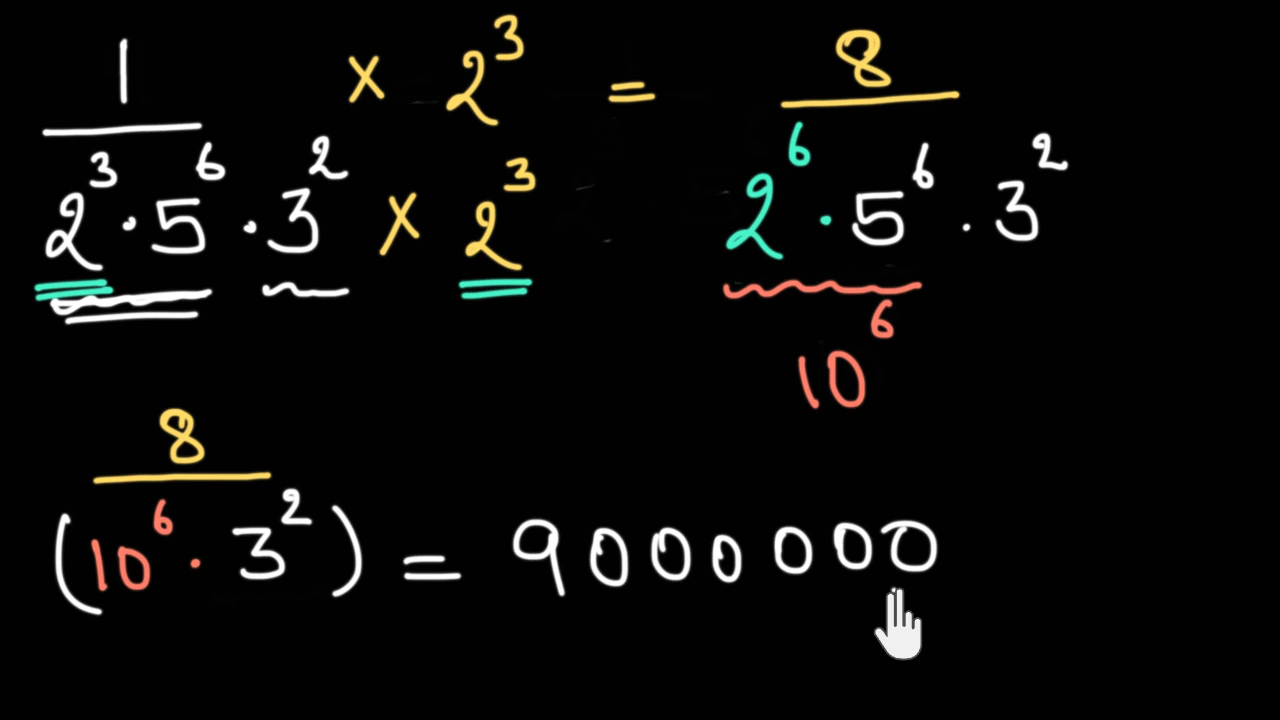 1 × 2³ = 8
2³ · 5⁶ · 3² × 2³ 2⁶ · 5⁶ · 3²
10⁶
8
(10⁶ · 3²) = 9000000